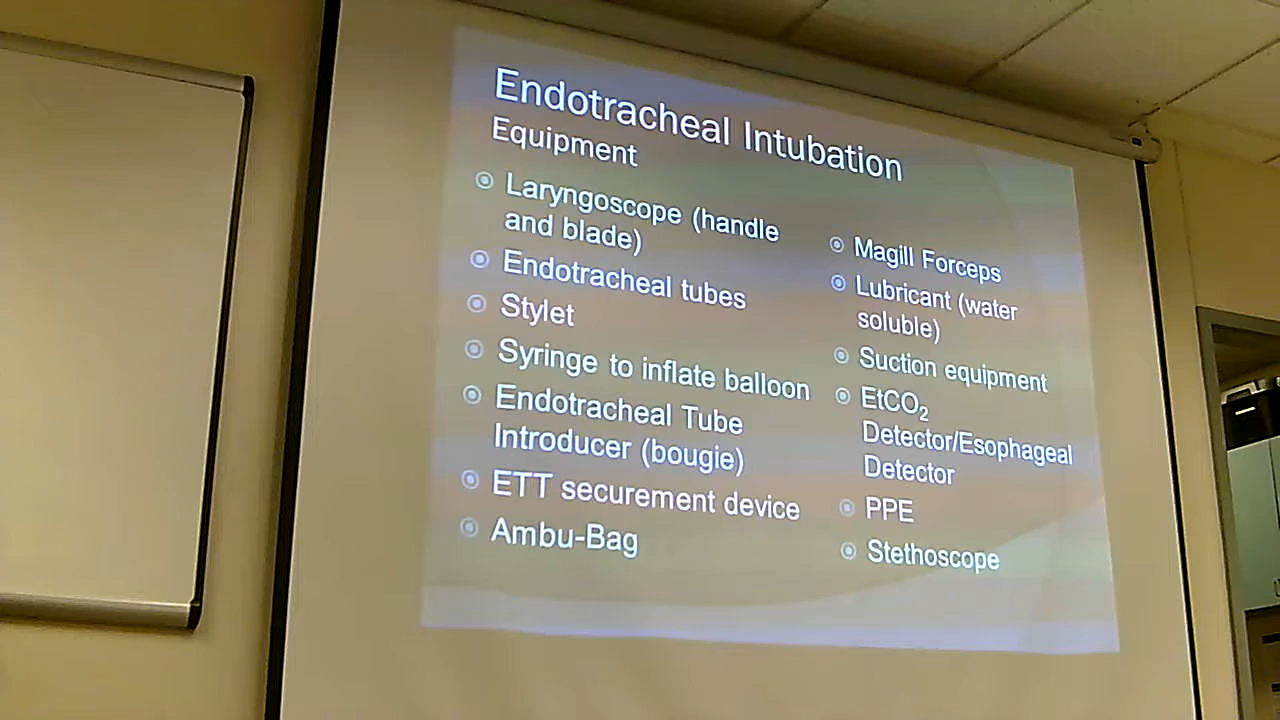 Endotracheal Intubation
Equipment
Laryngoscope (handle
and blade)
Endotracheal tubes
Stylet
Syringe to inflate balloon
Endotracheal Tube
Introducer (bougie)
ETT securement device
Ambu-Bag
Magill Forceps
Lubricant (water
soluble)
Suction equipment
EtCO₂
Detector/Esophageal
Detector
PPE
Stethoscope